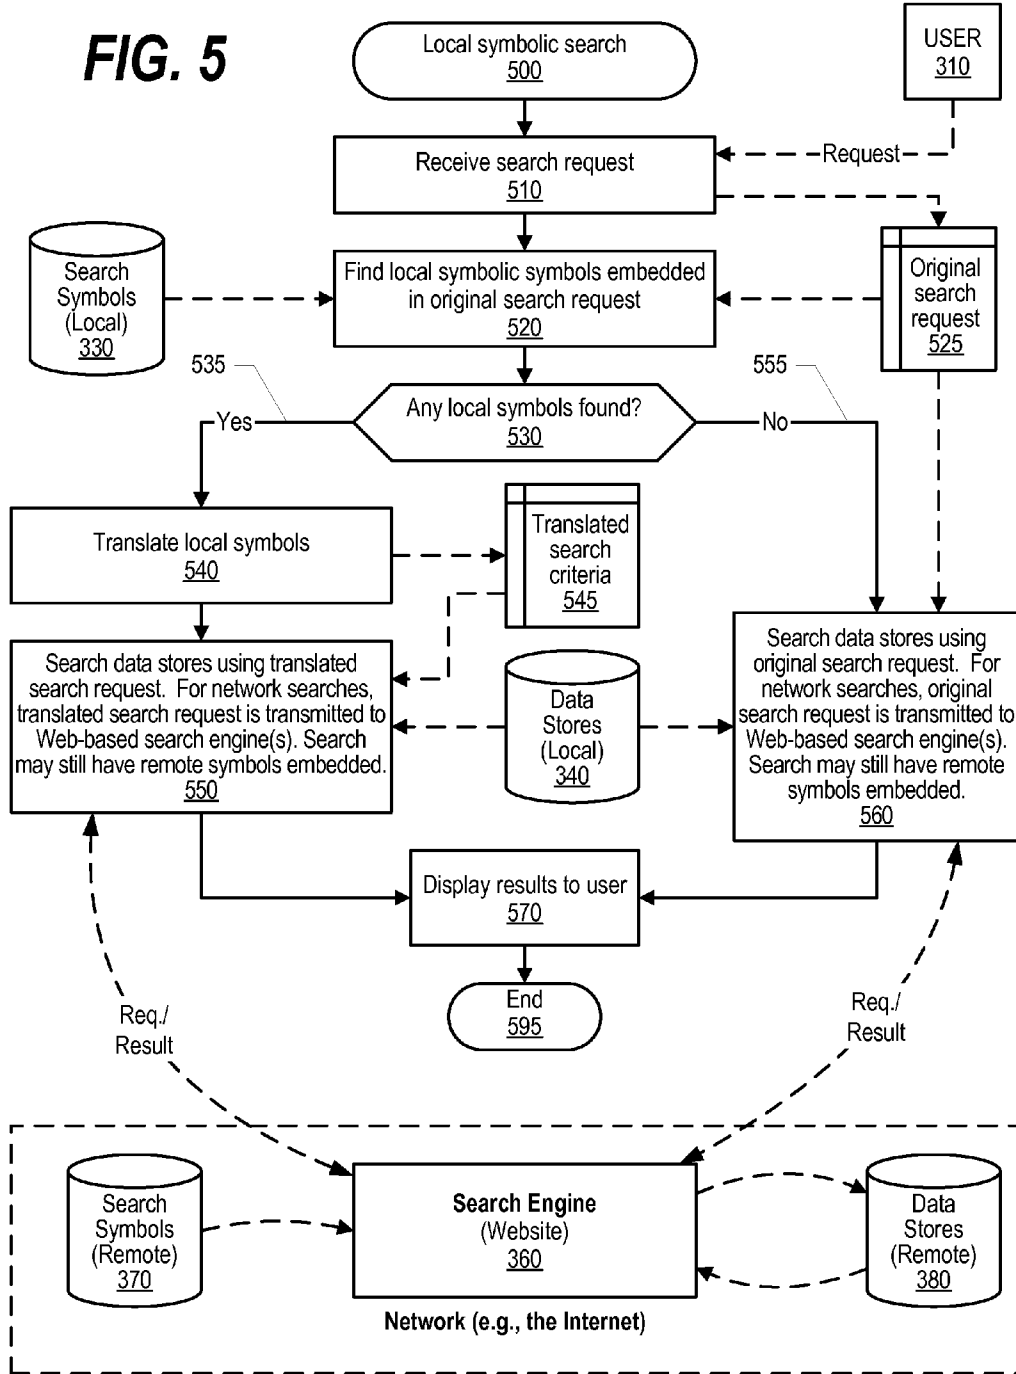 FIG. 5
Local symbolic search
500
USER
310
Receive search request
510
Request
Search
Symbols
(Local)
330
Find local symbolic symbols embedded
in original search request
520
Original
search
request
525
535
555
Any local symbols found?
530
Yes
No
Translate local symbols
540
Translated
search
criteria
545
Search data stores using translated
search request. For network searches,
translated search request is transmitted to
Web-based search engine(s). Search
may still have remote symbols embedded.
550
Data
Stores
(Local)
340
Search data stores using
original search request. For
network searches, original
search request is transmitted to
Web-based search engine(s).
Search may still have remote
symbols embedded.
560
Display results to user
570
End
595
Req./
Result
Req./
Result
Search
Symbols
(Remote)
370
Search Engine
(Website)
360
Data
Stores
(Remote)
380
Network (e.g., the Internet)